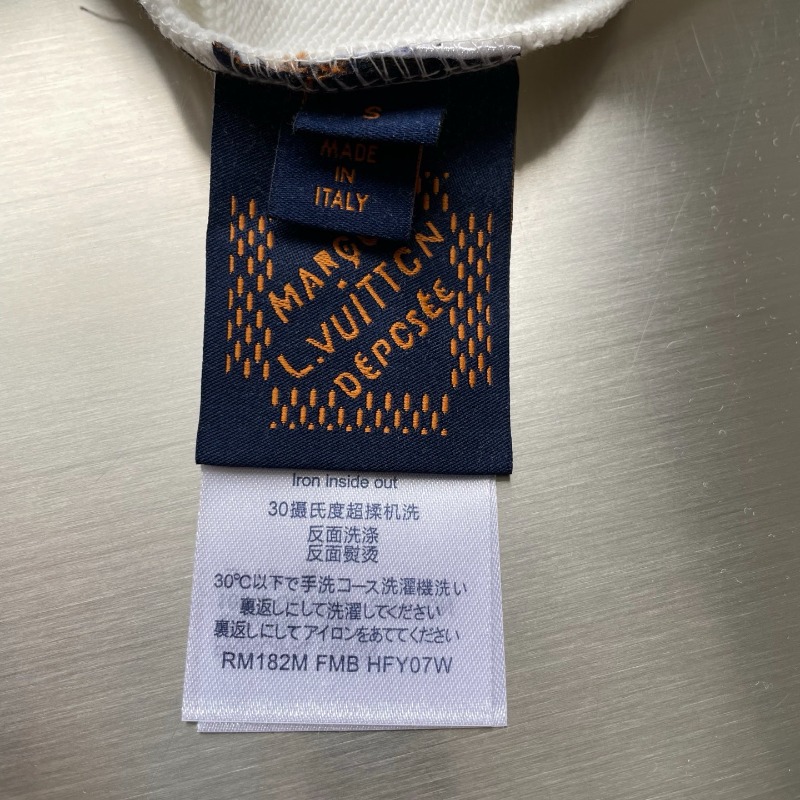 S
MADE
IN
ITALY
L.VUITTON
DÉPOSÉE
Iron inside out
30摄氏度超揉机洗
反面洗涤
反面熨烫
30℃以下で手洗コース洗濯機洗い
裏返しにして洗濯してください
裏返しにしてアイロンをあててください
RM182M FMB HFY07W